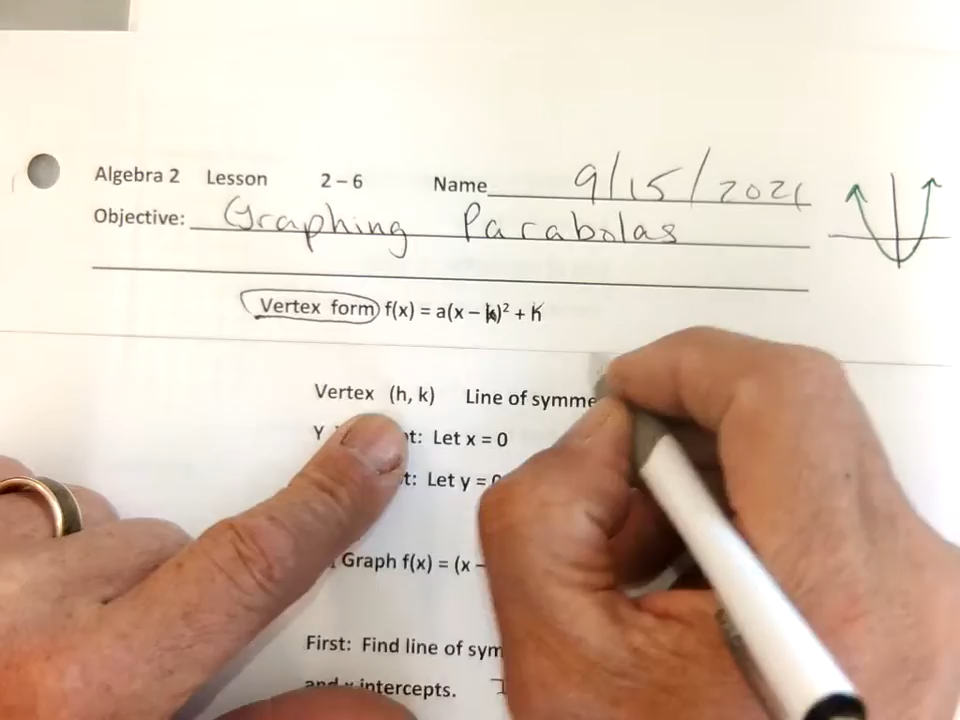 Algebra 2 Lesson 2 – 6 Name 9/15/2021
Objective: Graphing Parabolas
Vertex form f(x) = a(x – h)² + k
Vertex (h, k) Line of symme
Y t: Let x = 0
t: Let y = 0
Graph f(x) = (x –
First: Find line of sym
and intercepts.